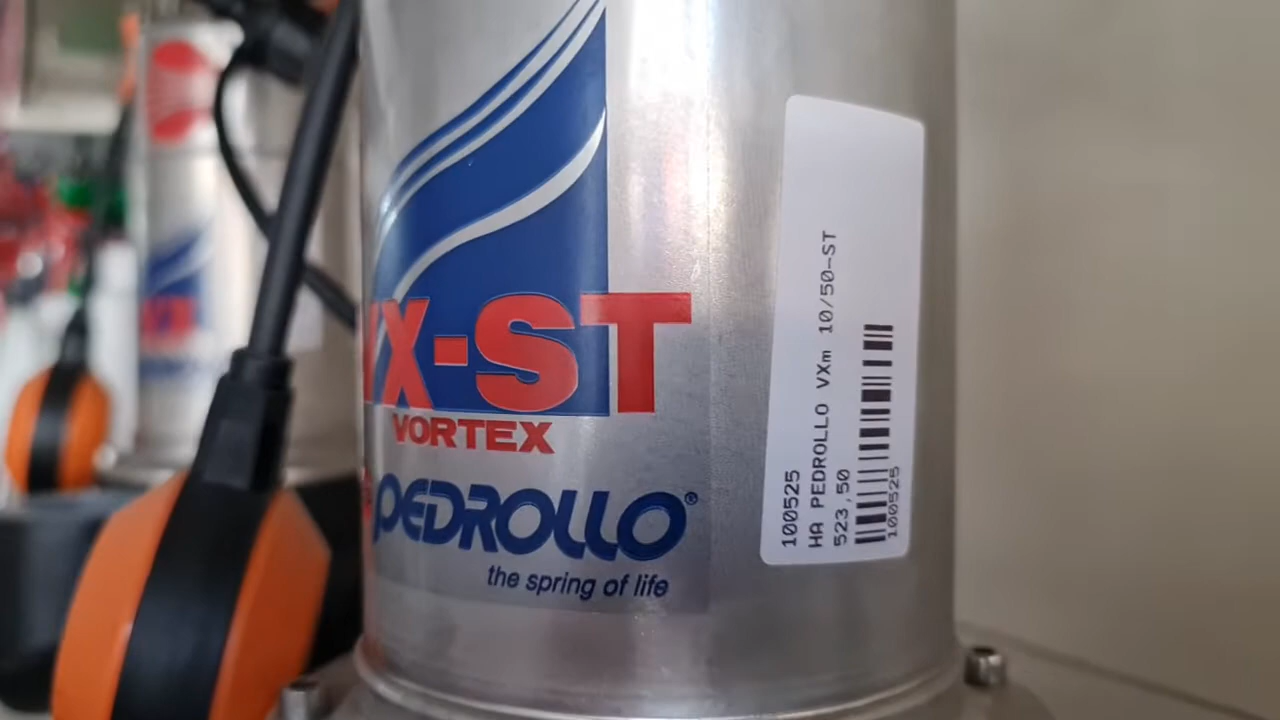 VX-ST
VORTEX
PEDROLLO®
the spring of life
100525
HA PEDROLLO VXm 10/50-ST
523,50
100525